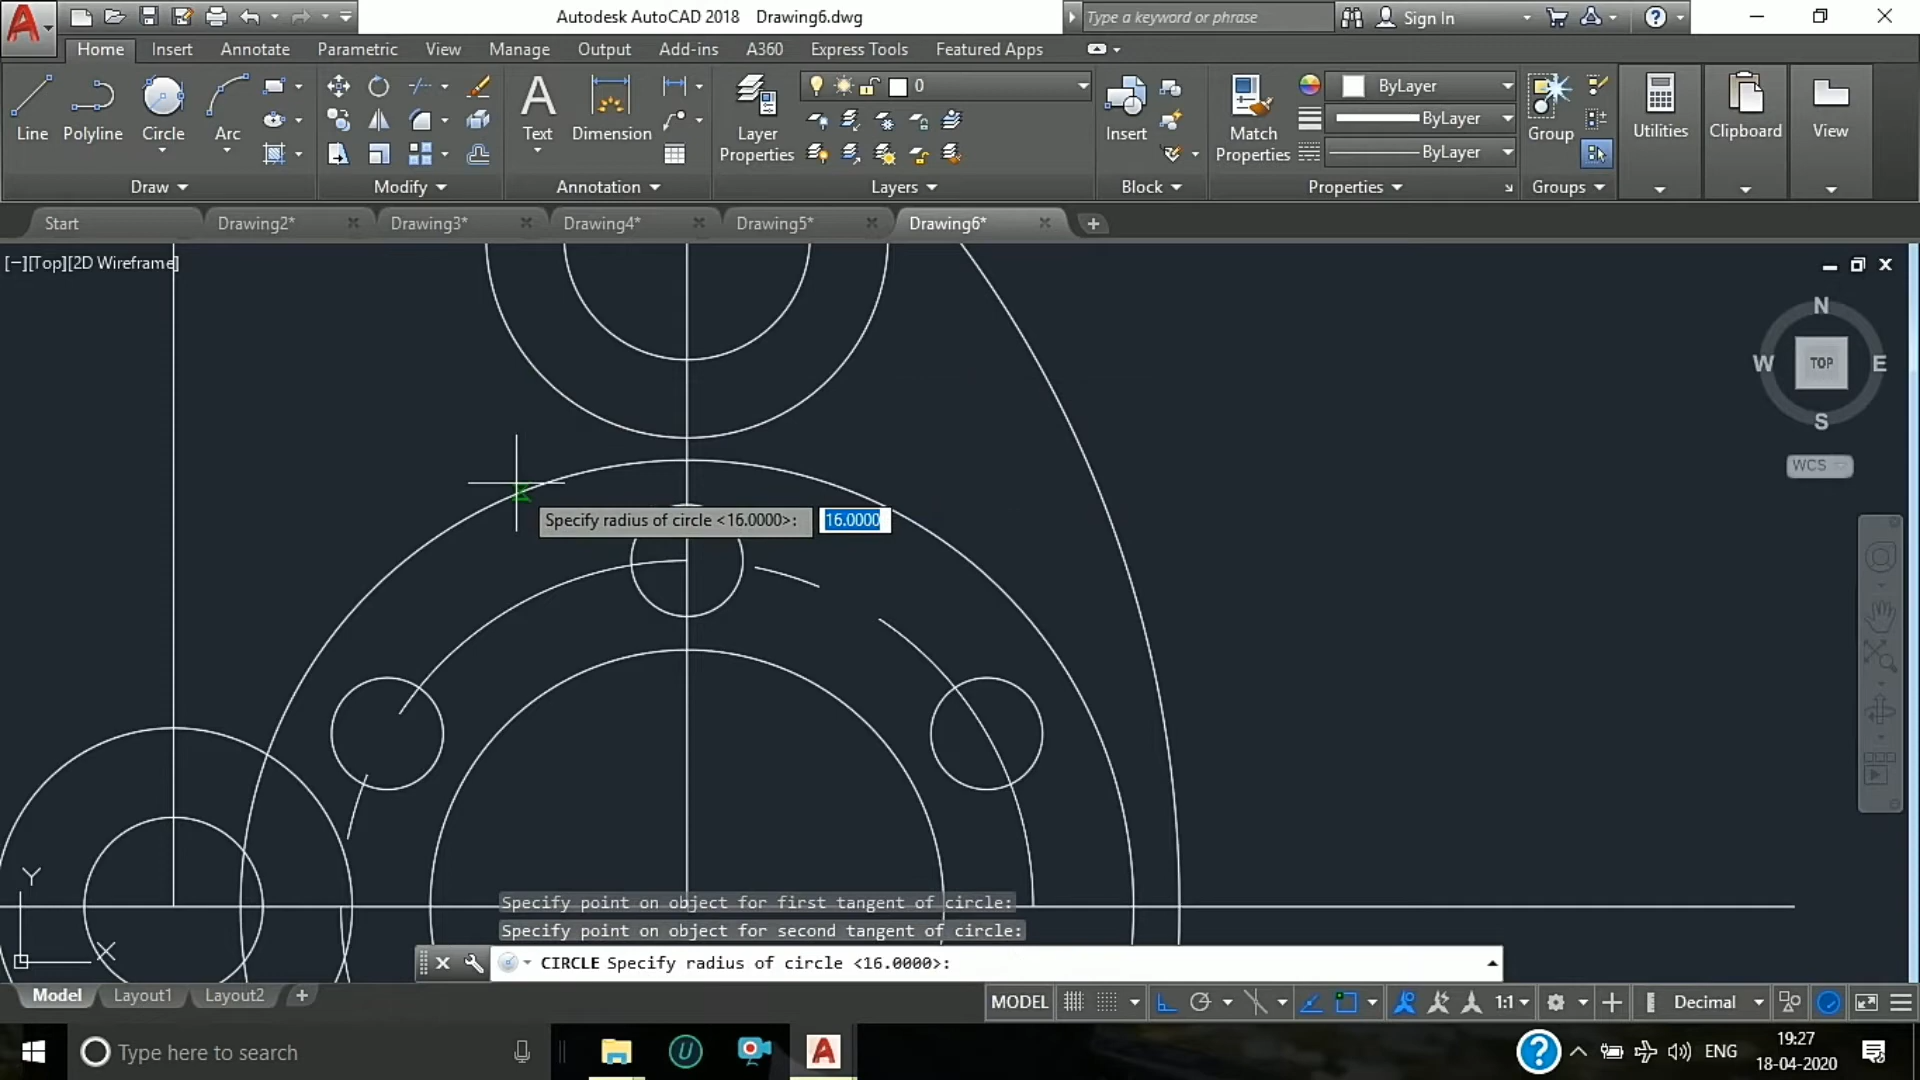 Autodesk AutoCAD 2018 Drawing6.dwg
Type a keyword or phrase
Sign In
Home Insert Annotate Parametric View Manage Output Add-ins A360 Express Tools Featured Apps
0
ByLayer
Line Polyline Circle Arc
Text Dimension
Layer Properties
Insert
Match Properties
ByLayer
ByLayer
Group
Utilities
Clipboard
View
Draw Modify Annotation Layers Block Properties Groups
Start Drawing2* Drawing3* Drawing4* Drawing5* Drawing6*
[−][Top][2D Wireframe]
N
W TOP E
S
WCS
Specify radius of circle <16.0000>: 16.0000
Y
X
Specify point on object for first tangent of circle:
Specify point on object for second tangent of circle:
CIRCLE Specify radius of circle <16.0000>:
Model Layout1 Layout2
MODEL 1:1 Decimal
Type here to search
ENG
19:27
18-04-2020